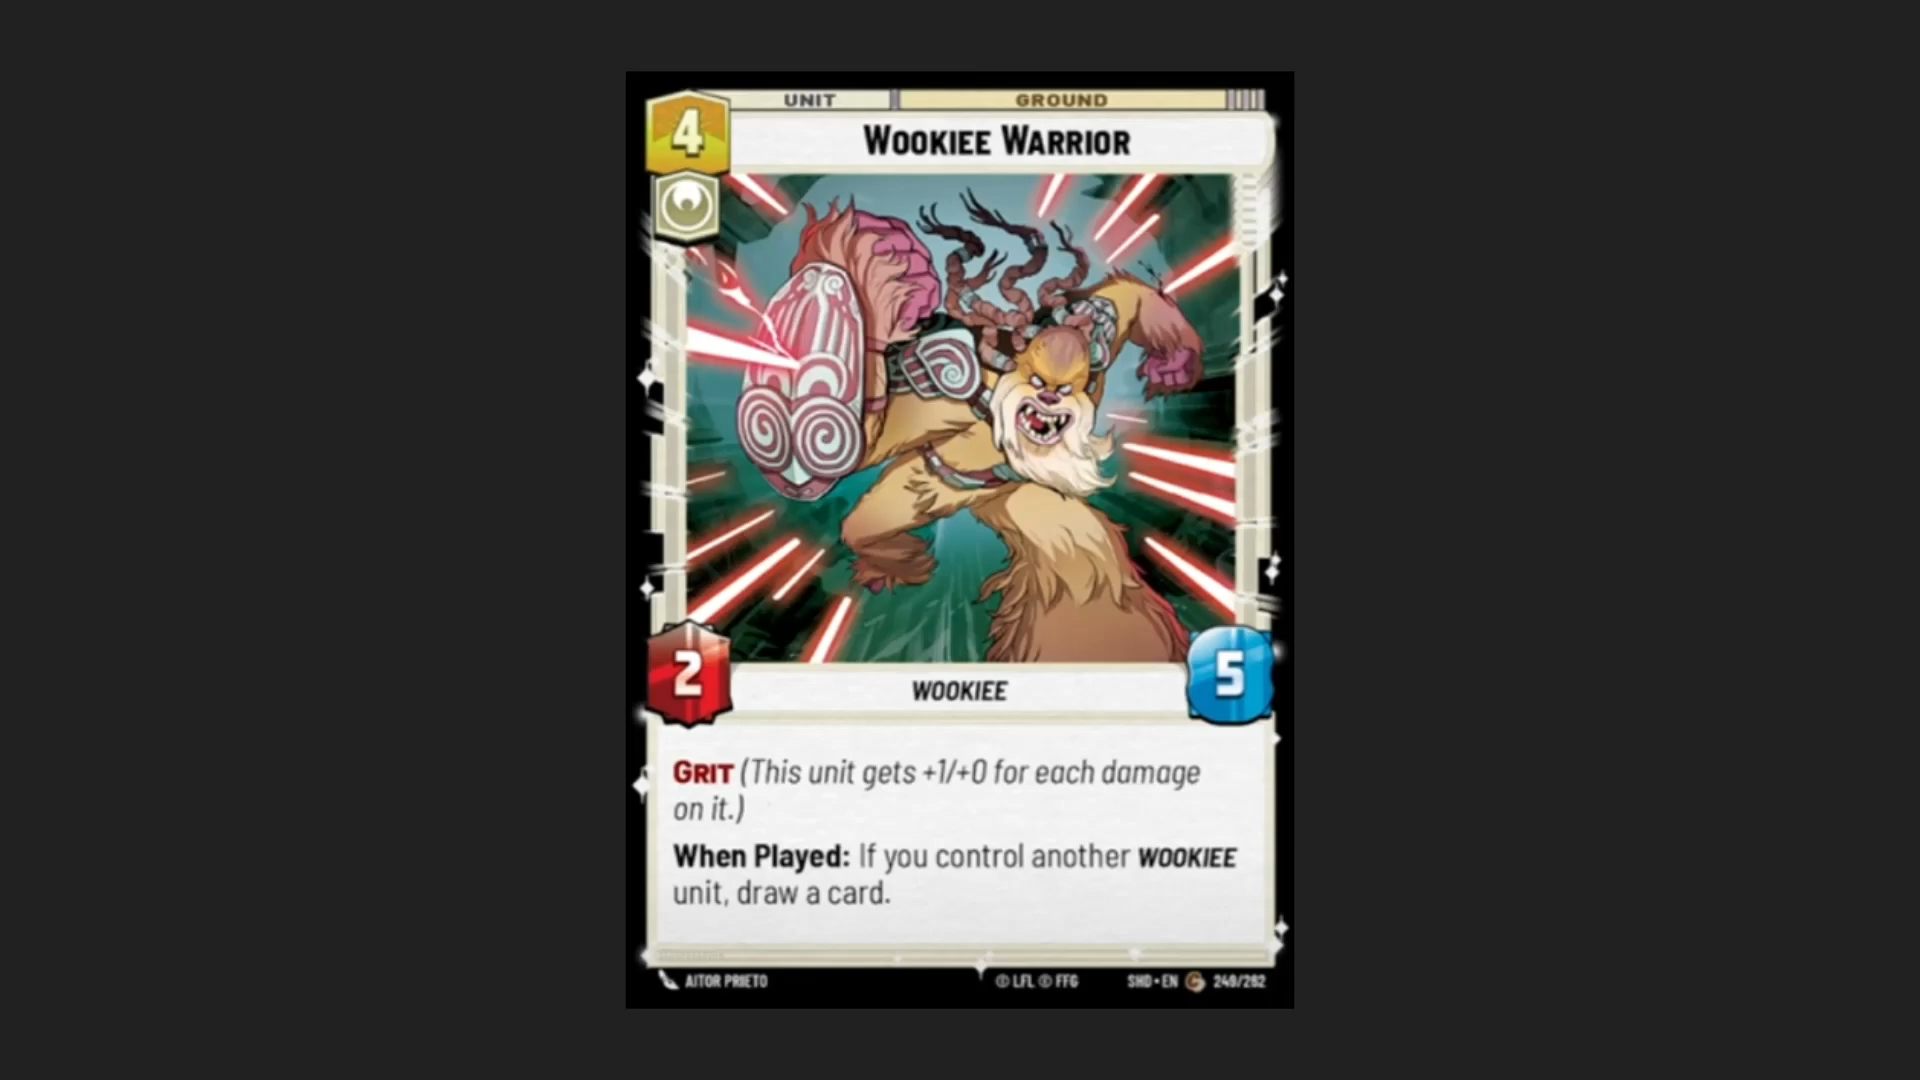 UNIT
GROUND
4
WOOKIEE WARRIOR
2
WOOKIEE
5
GRIT (This unit gets +1/+0 for each damage
on it.)
When Played: If you control another WOOKIEE
unit, draw a card.
AITOR PRIETO
© LFL © FFG
SHD • EN
249/262